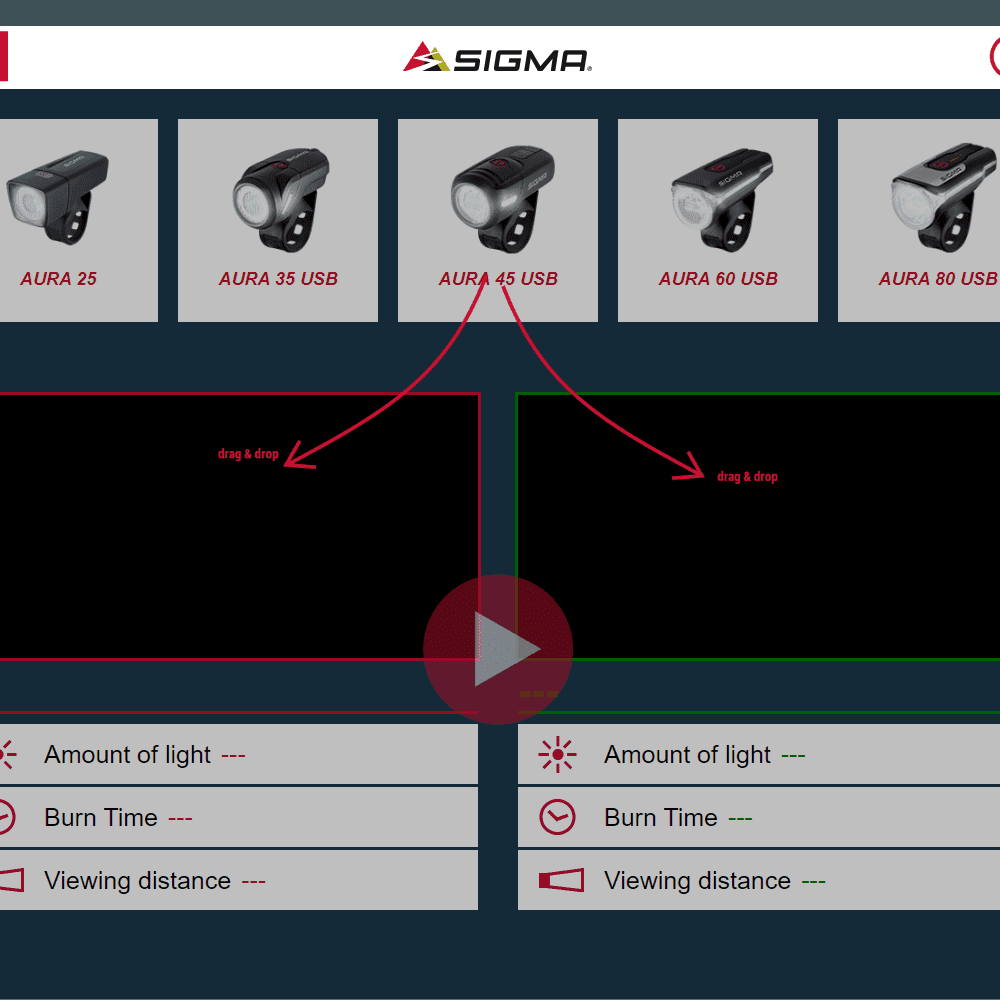 SIGMA
SIGMA
SIGMA
SIGMA
SIGMA
SIGMA
AURA 25
AURA 35 USB
AURA 45 USB
AURA 60 USB
AURA 80 USB
drag & drop
drag & drop
---
Amount of light ---
Amount of light ---
Burn Time ---
Burn Time ---
Viewing distance ---
Viewing distance ---